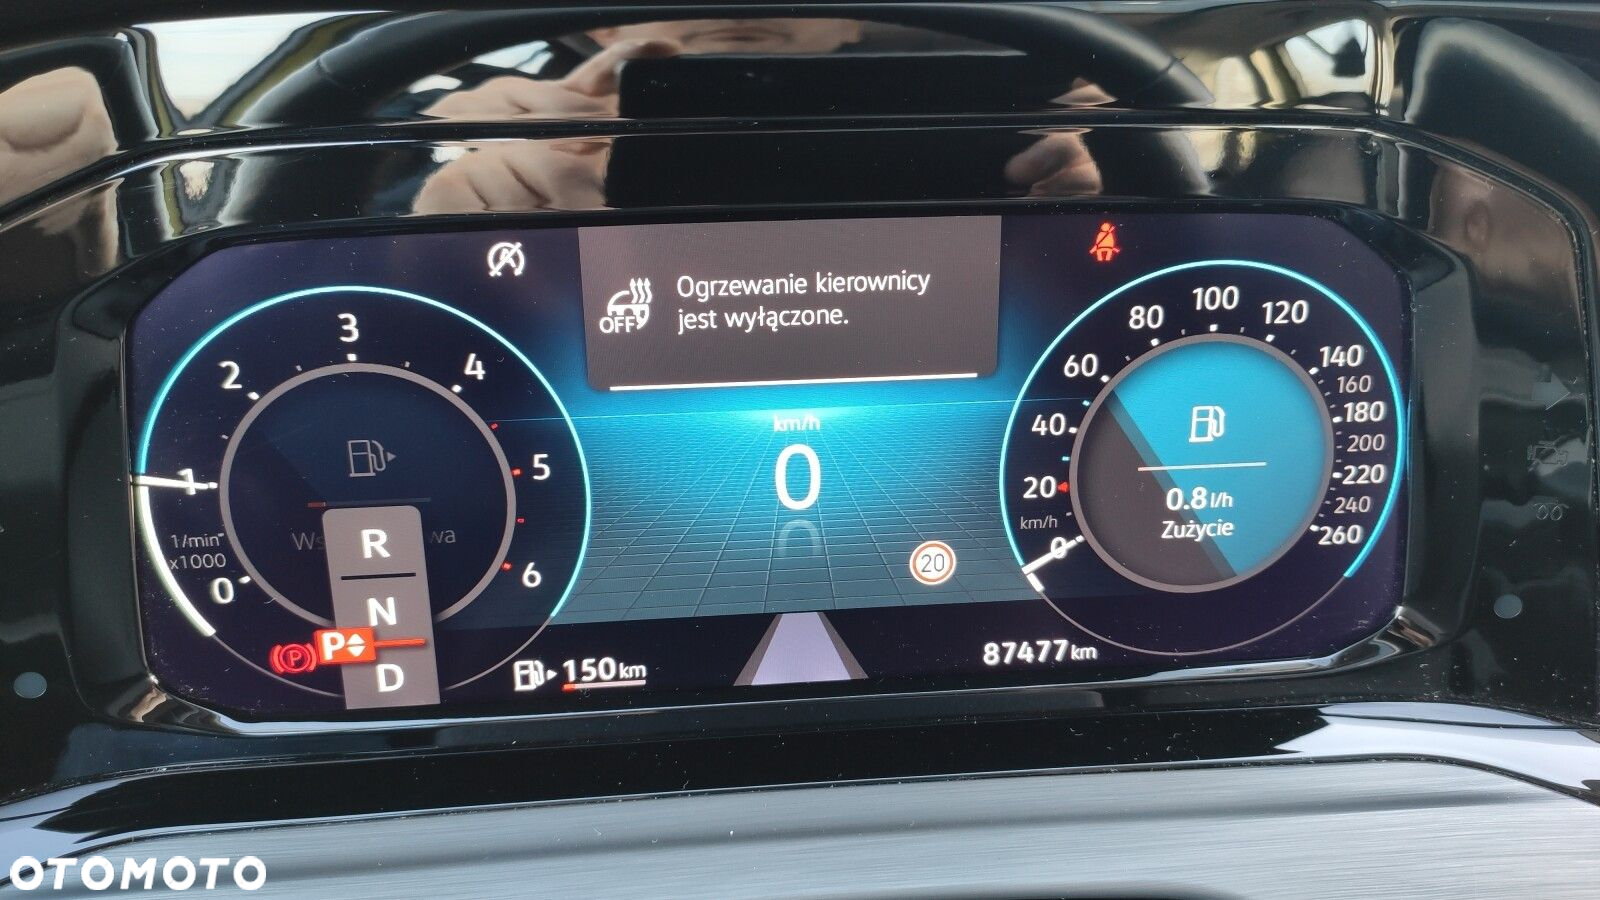 Ogrzewanie kierownicy
jest wyłączone.
OFF
km/h
0
20
0
1
2
3
4
5
6
1/min
x1000
R
N
P
D
P
150 km
87477 km
0
20
40
60
80
100
120
140
160
180
200
220
240
260
km/h
0.8 l/h
Zużycie
OTOMOTO